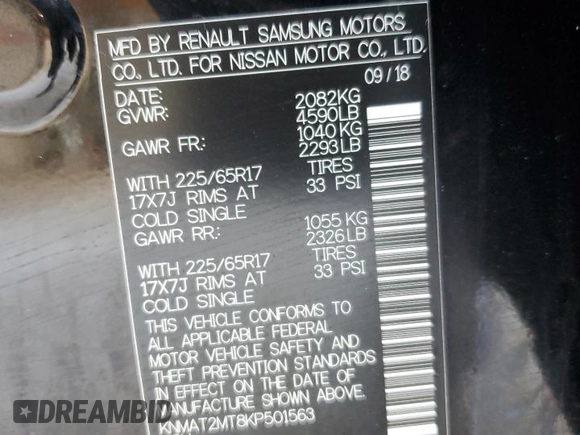 MFD BY RENAULT SAMSUNG MOTORS
CO., LTD. FOR NISSAN MOTOR CO., LTD.
09/18
DATE: 2082KG
GVWR: 4590LB
1040KG
GAWR FR: 2293LB
TIRES
WITH 225/65R17 33 PSI
17X7J RIMS AT
COLD SINGLE 1055 KG
GAWR RR: 2326LB
TIRES
WITH 225/65R17 33 PSI
17X7J RIMS AT
COLD SINGLE
THIS VEHICLE CONFORMS TO
ALL APPLICABLE FEDERAL
MOTOR VEHICLE SAFETY AND
THEFT PREVENTION STANDARDS
IN EFFECT ON THE DATE OF
MANUFACTURE SHOWN ABOVE.
KNMAT2MT8KP501563
DREAMBID